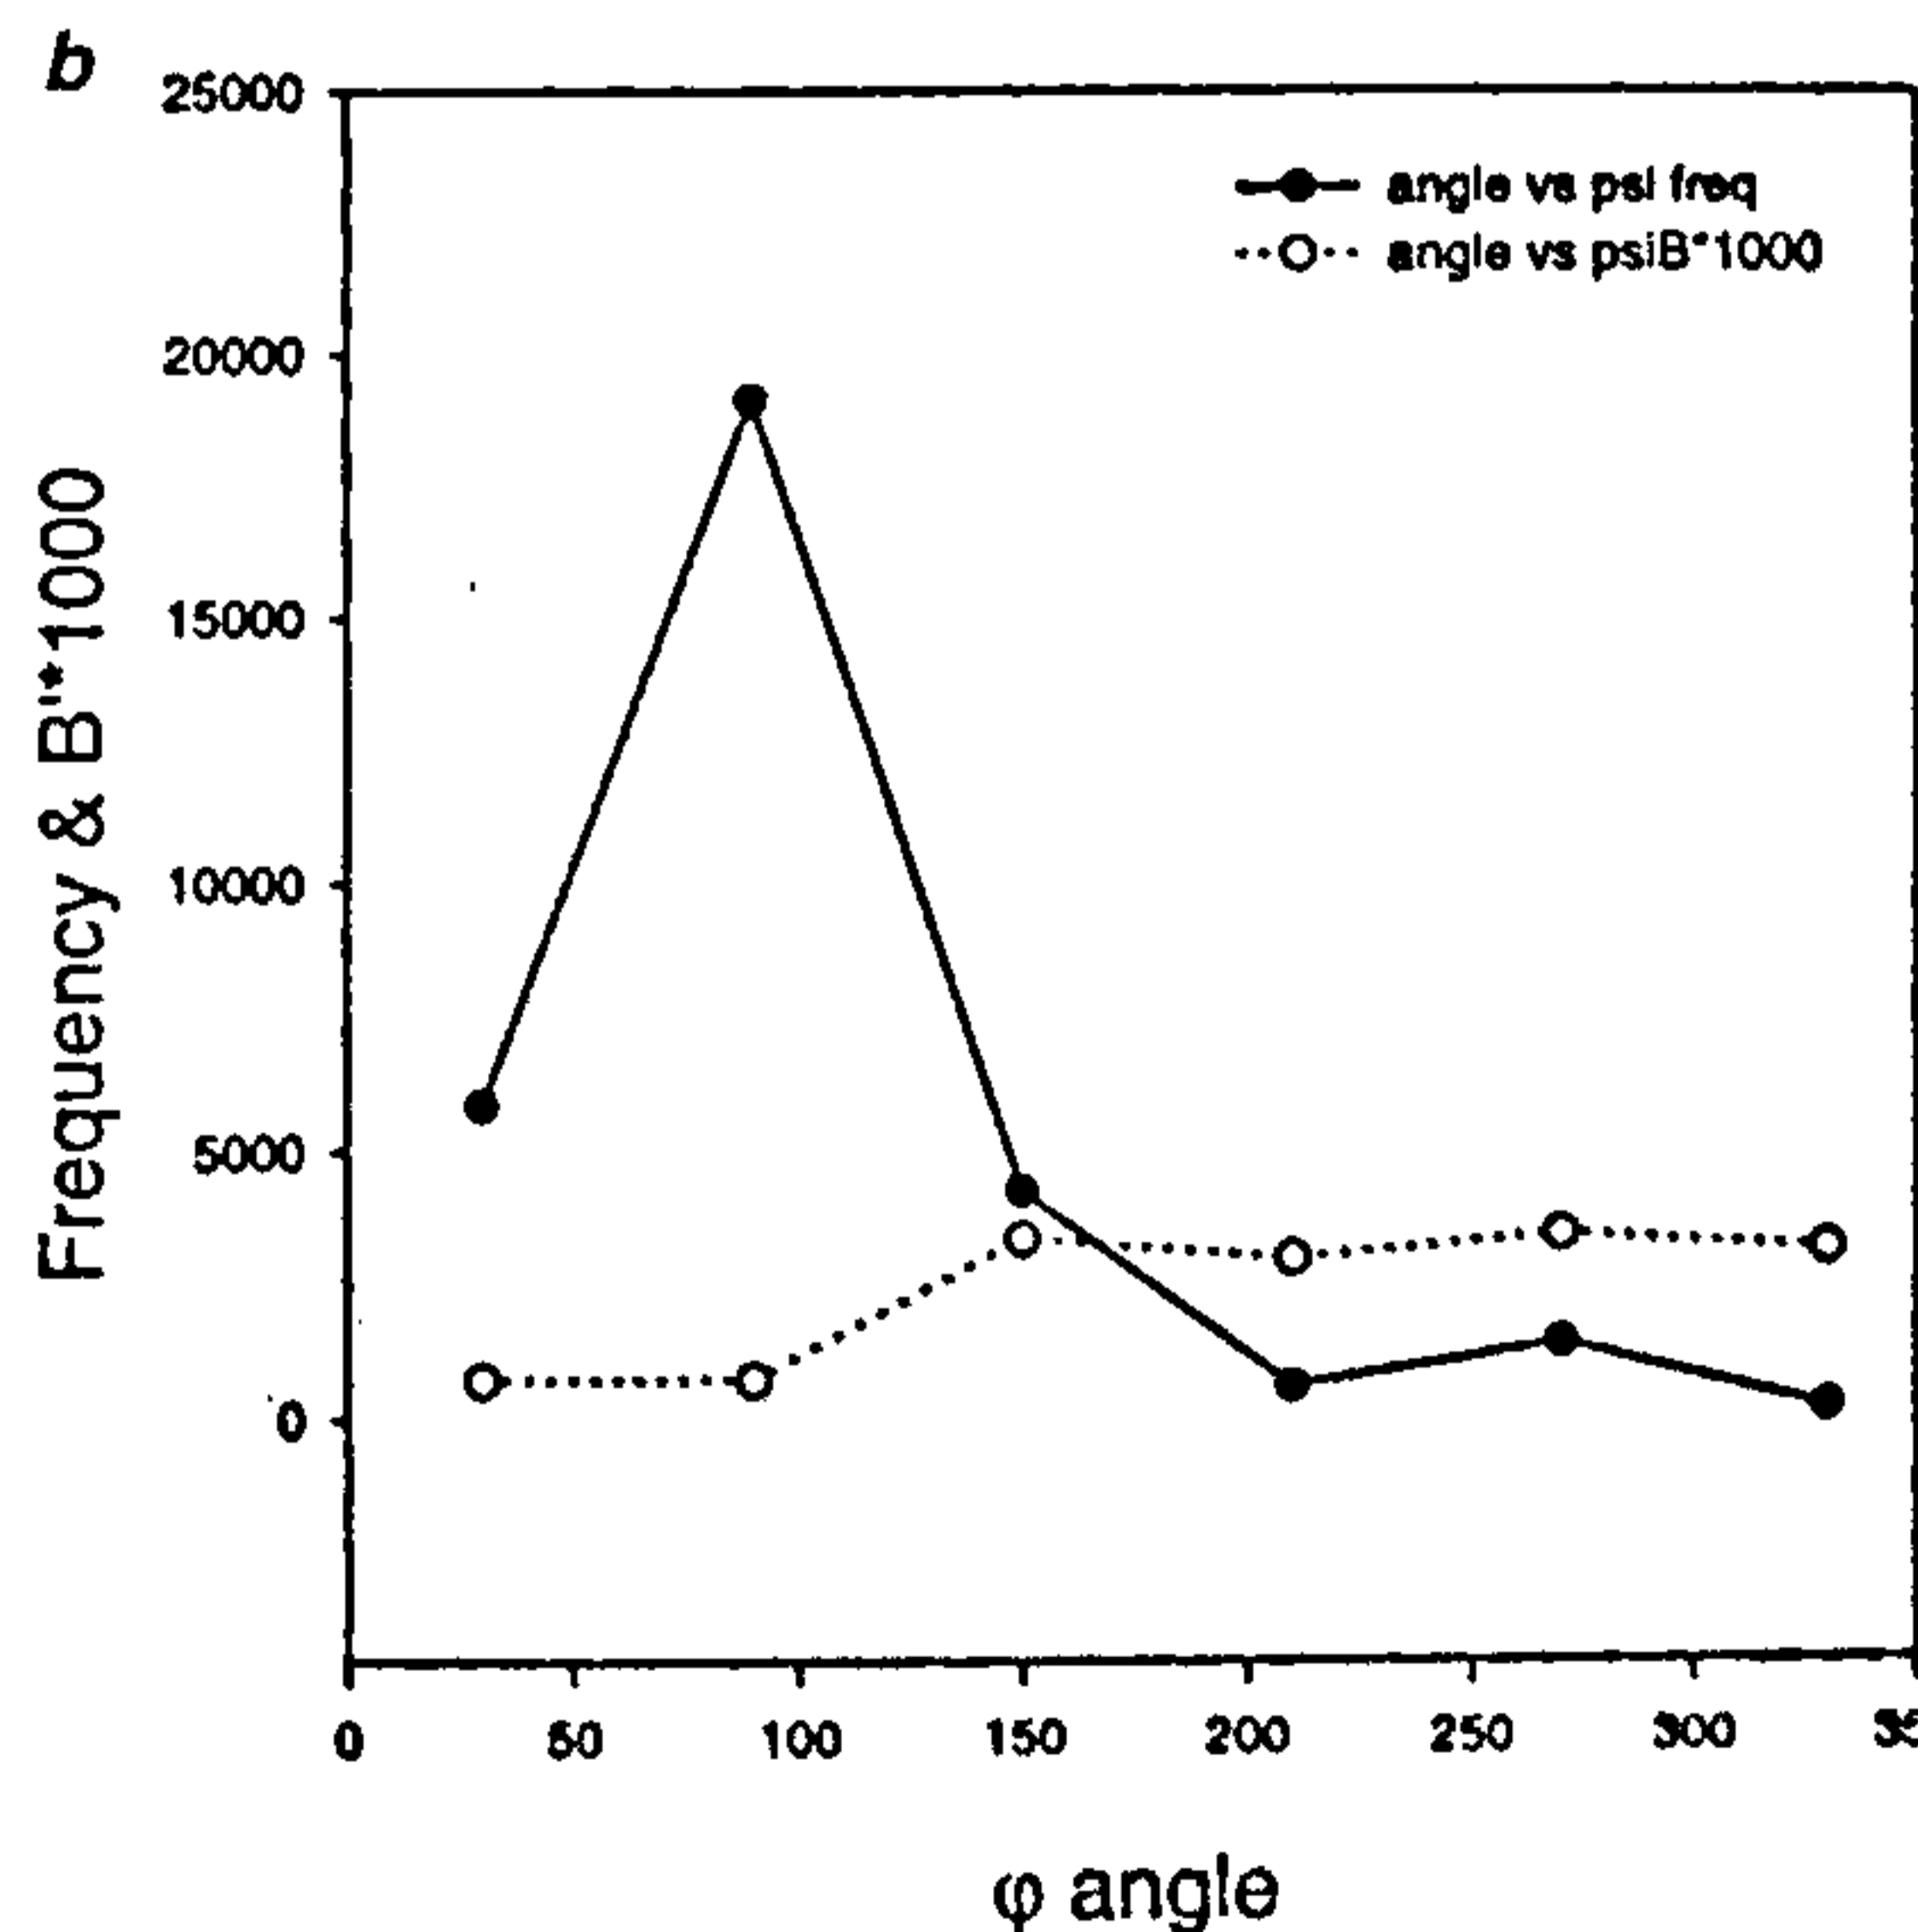 b
25000
20000
15000
10000
5000
0
Frequency & B'*1000
angle vs psi freq
angle vs psiB*1000
0 50 100 150 200 250 300 35
φ angle